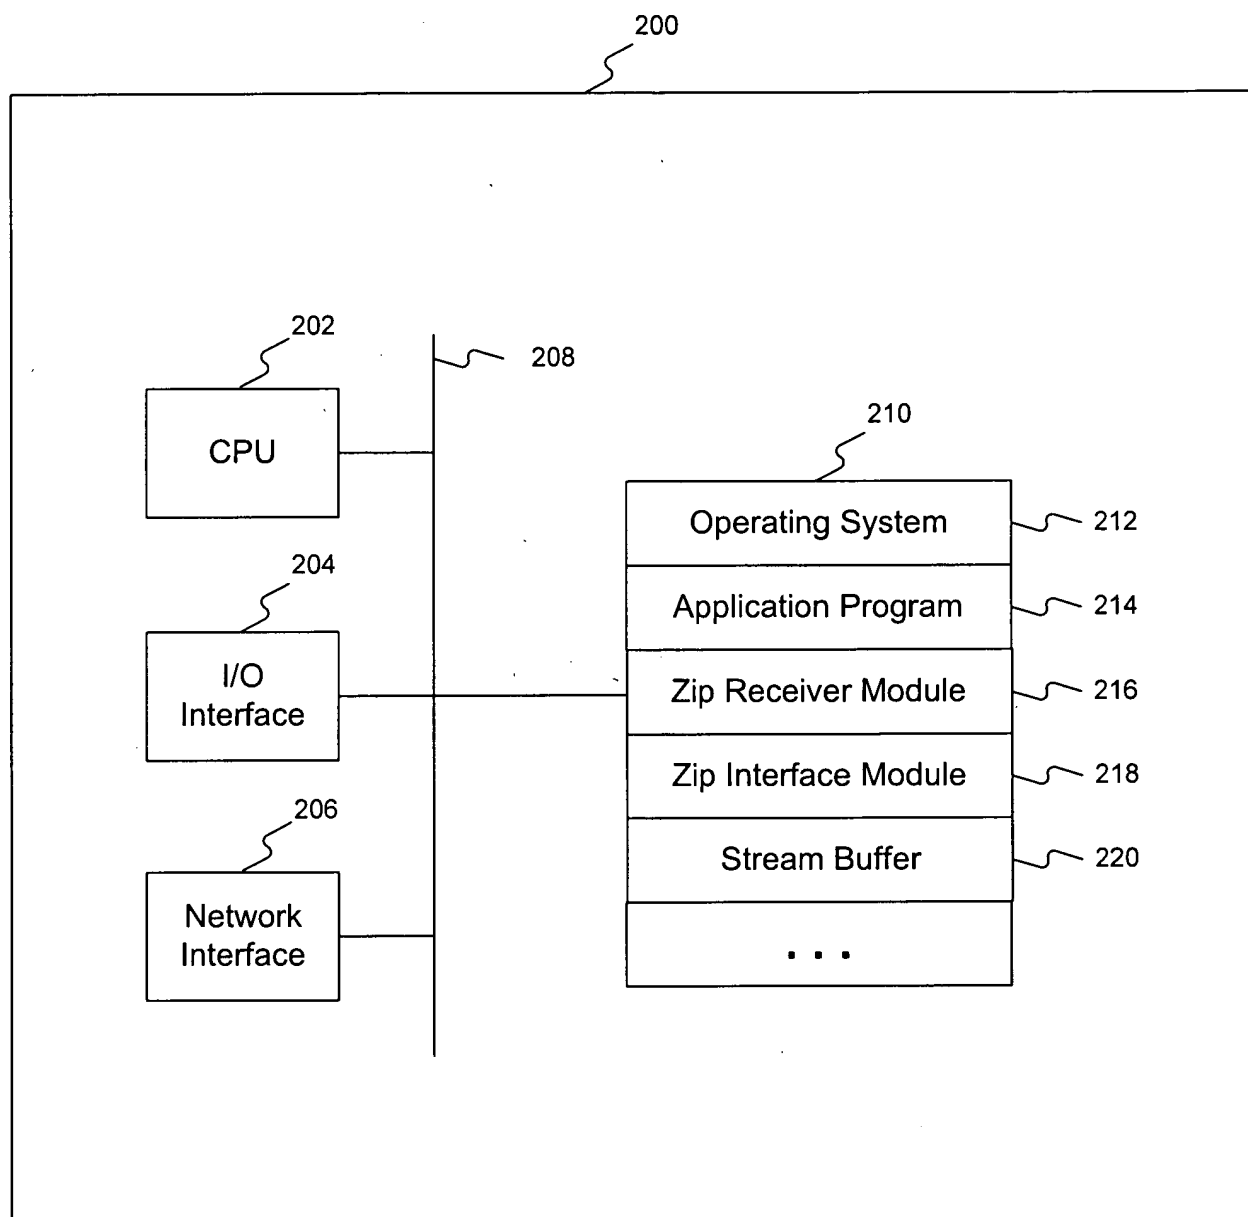 200
202
208
CPU
210
Operating System
212
204
Application Program
214
I/O
Interface
Zip Receiver Module
216
Zip Interface Module
218
206
Stream Buffer
220
Network
Interface
. . .